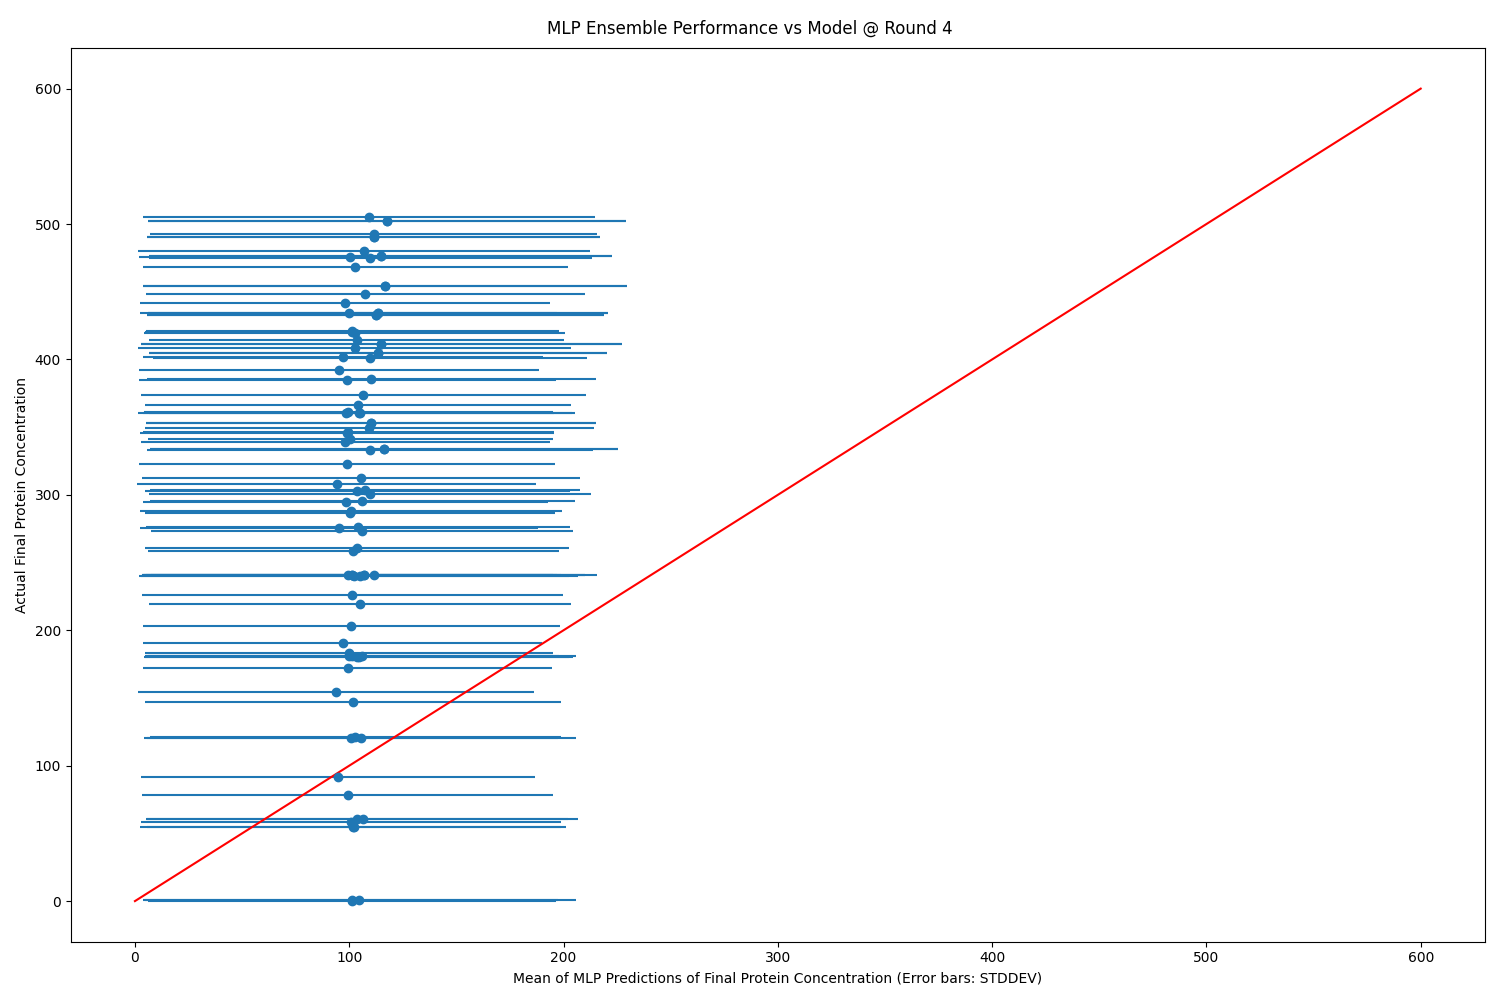 MLP Ensemble Performance vs Model @ Round 4
600
500
400
300
200
100
0
Actual Final Protein Concentration
0 100 200 300 400 500 600
Mean of MLP Predictions of Final Protein Concentration (Error bars: STDDEV)